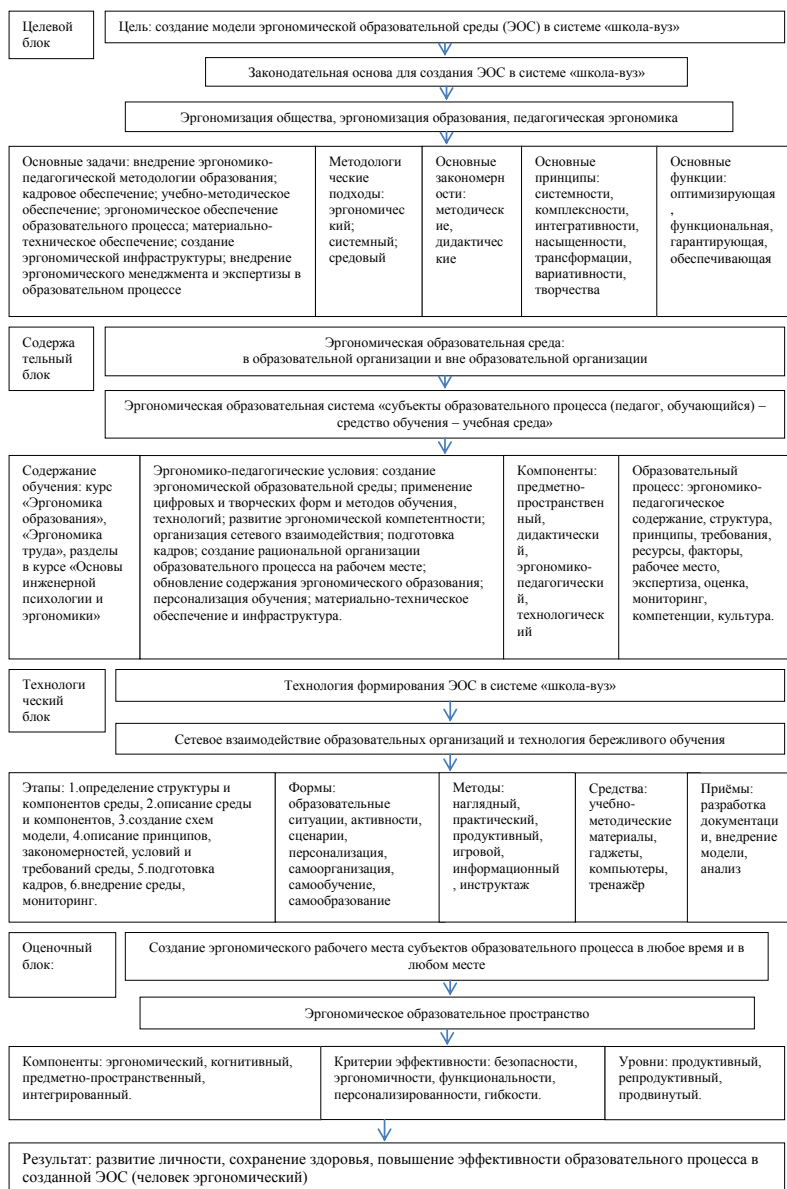 Целевой
блок
Цель: создание модели эргономической образовательной среды (ЭОС) в системе «школа-вуз»
Законодательная основа для создания ЭОС в системе «школа-вуз»
Эргономизация общества, эргономизация образования, педагогическая эргономика
Основные задачи: внедрение эргономико-
педагогической методологии образования;
кадровое обеспечение; учебно-методическое
обеспечение; эргономическое обеспечение
образовательного процесса; материально-
техническое обеспечение; создание
эргономической инфраструктуры; внедрение
эргономического менеджмента и экспертизы в
образовательном процессе
Методологи
ческие
подходы:
эргономичес
кий;
системный;
средовый
Основные
закономерн
ости:
методическ
ие,
дидактичес
кие
Основные
принципы:
системности,
комплексности,
интегративности,
насыщенности,
трансформации,
вариативности,
творчества
Основные
функции:
оптимизирующая
,
функциональная,
гарантирующая,
обеспечивающая
Содержа
тельный
блок
Эргономическая образовательная среда:
в образовательной организации и вне образовательной организации
Эргономическая образовательная система «субъекты образовательного процесса (педагог, обучающийся) –
средство обучения – учебная среда»
Содержание
обучения: курс
«Эргономика
образования»,
«Эргономика
труда», разделы
в курсе «Основы
инженерной
психологии и
эргономики»
Эргономико-педагогические условия: создание
эргономической образовательной среды; применение
цифровых и творческих форм и методов обучения,
технологий; развитие эргономической компетентности;
организация сетевого взаимодействия; подготовка
кадров; создание рациональной организации
образовательного процесса на рабочем месте;
обновление содержания эргономического образования;
персонализация обучения; материально-техническое
обеспечение и инфраструктура.
Компоненты:
предметно-
пространствен
ный,
дидактический
,
эргономико-
педагогически
й,
технологическ
ий
Образовательный
процесс: эргономико-
педагогическое
содержание, структура,
принципы, требования,
ресурсы, факторы,
рабочее место,
экспертиза, оценка,
мониторинг,
компетенции, культура.
Технологи
ческий
блок
Технология формирования ЭОС в системе «школа-вуз»
Сетевое взаимодействие образовательных организаций и технология бережливого обучения
Этапы: 1.определение структуры и
компонентов среды, 2.описание среды
и компонентов, 3.создание схем
модели, 4.описание принципов,
закономерностей, условий и
требований среды, 5.подготовка
кадров, 6.внедрение среды,
мониторинг.
Формы:
образовательные
ситуации, активности,
сценарии,
персонализация,
самоорганизация,
самообучение,
самообразование
Методы:
наглядный,
практический,
продуктивный,
игровой,
информационный
, инструктаж
Средства:
учебно-
методические
материалы,
гаджеты,
компьютеры,
тренажёр
Приёмы:
разработка
документаци
и, внедрение
модели,
анализ
Оценочный
блок:
Создание эргономического рабочего места субъектов образовательного процесса в любое время и в
любом месте
Эргономическое образовательное пространство
Компоненты: эргономический, когнитивный,
предметно-пространственный,
интегрированный.
Критерии эффективности: безопасности,
эргономичности, функциональности,
персонализированности, гибкости.
Уровни: продуктивный,
репродуктивный,
продвинутый.
Результат: развитие личности, сохранение здоровья, повышение эффективности образовательного процесса в
созданной ЭОС (человек эргономический)